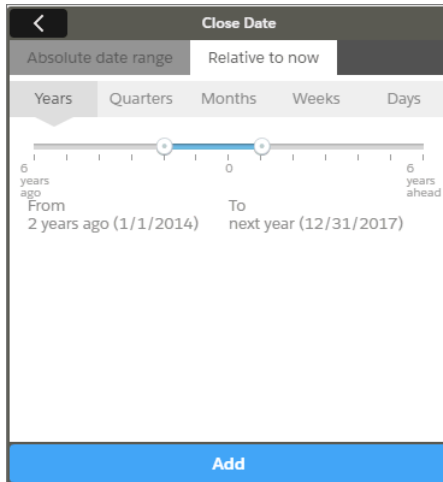 Close Date
Absolute date range Relative to now
Years Quarters Months Weeks Days
6 years ago 0 6 years ahead
From To
2 years ago (1/1/2014) next year (12/31/2017)
Add